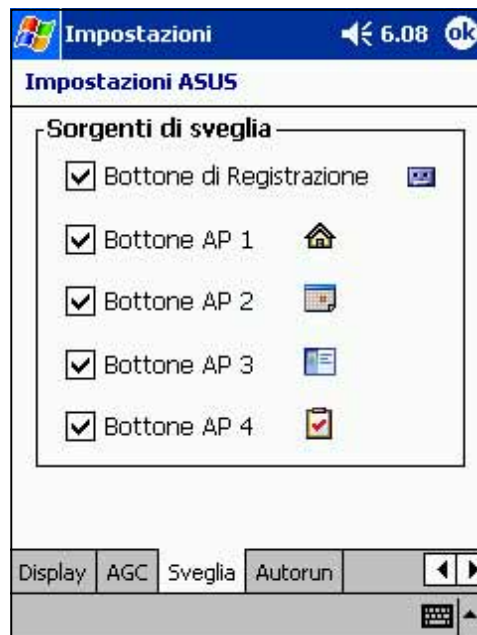 Impostazioni 6.08 ok
Impostazioni ASUS
Sorgenti di sveglia
Bottone di Registrazione
Bottone AP 1
Bottone AP 2
Bottone AP 3
Bottone AP 4
Display AGC Sveglia Autorun